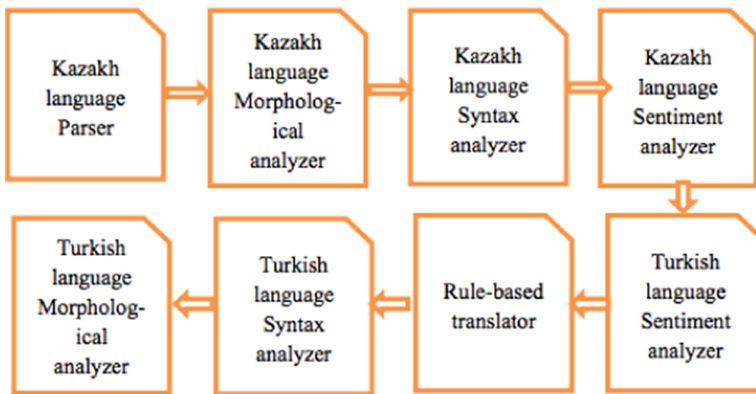 Kazakh
language
Parser
Kazakh
language
Morpholog-
ical
analyzer
Kazakh
language
Syntax
analyzer
Kazakh
language
Sentiment
analyzer
Turkish
language
Morpholog-
ical
analyzer
Turkish
language
Syntax
analyzer
Rule-based
translator
Turkish
language
Sentiment
analyzer